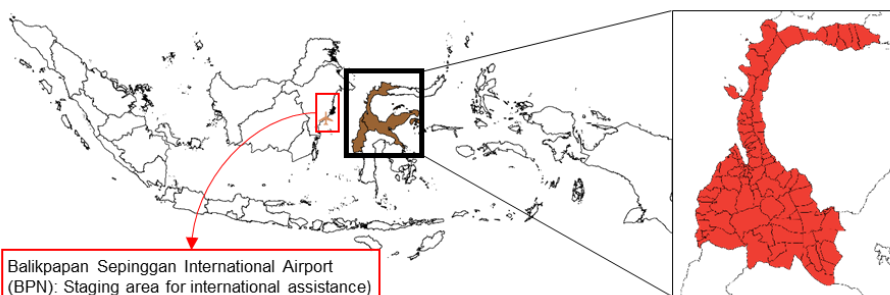 Balikpapan Sepinggan International Airport
(BPN): Staging area for international assistance)